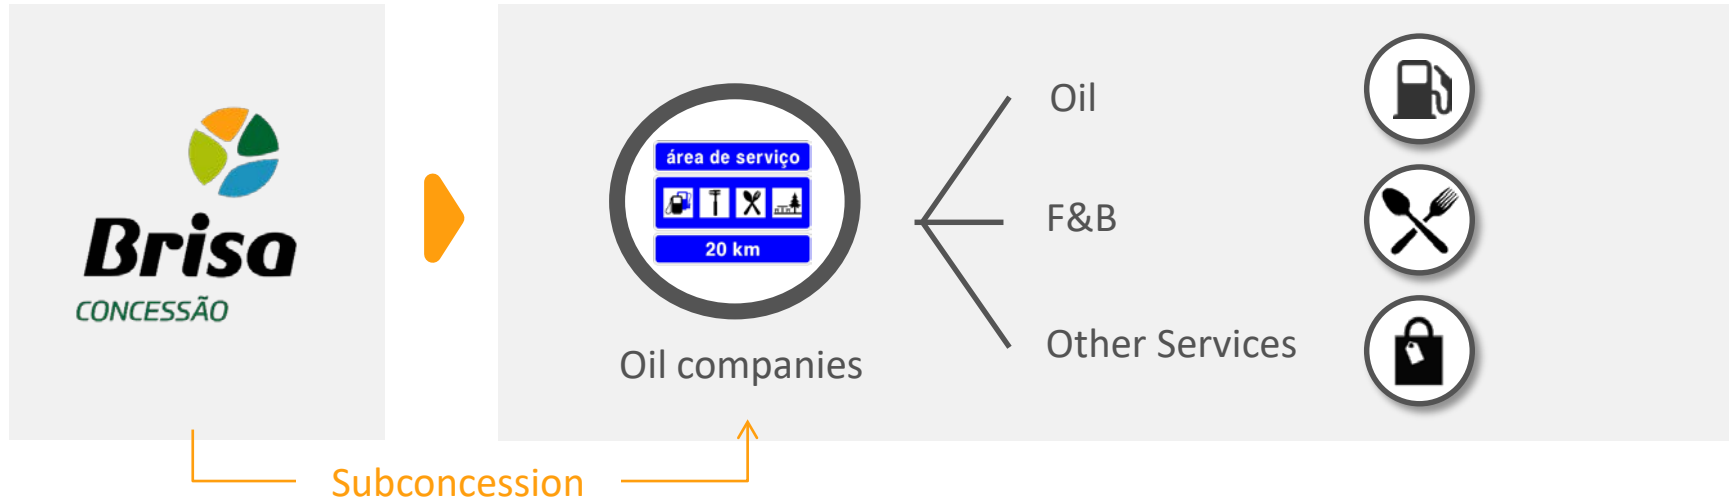 Brisa
CONCESSÃO
área de serviço
20 km
Oil companies
Oil
F&B
Other Services
Subconcession